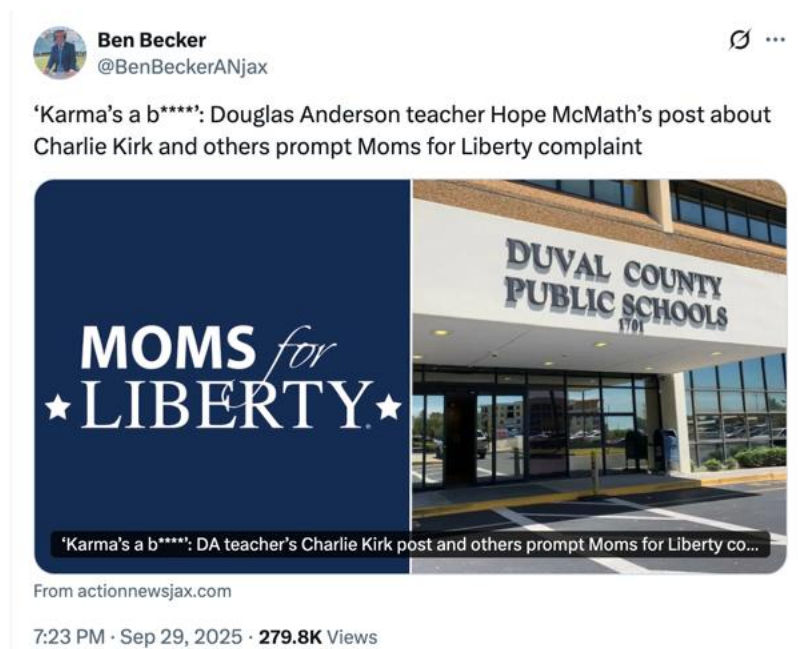 Ben Becker
@BenBeckerANjax
‘Karma’s a b****’: Douglas Anderson teacher Hope McMath’s post about
Charlie Kirk and others prompt Moms for Liberty complaint
MOMS for
LIBERTY
DUVAL COUNTY
PUBLIC SCHOOLS
1701
‘Karma’s a b****’: DA teacher’s Charlie Kirk post and others prompt Moms for Liberty co...
From actionnewsjax.com
7:23 PM · Sep 29, 2025 · 279.8K Views